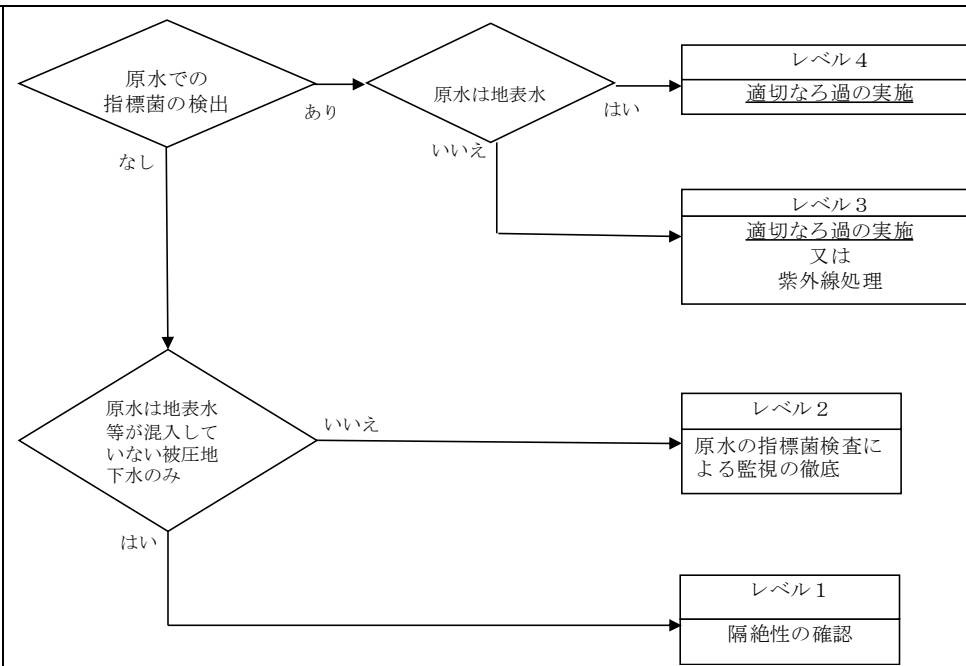 原水での
指標菌の検出
あり
なし
原水は地表水
はい
いいえ
レベル４
適切なろ過の実施
レベル３
適切なろ過の実施
又は
紫外線処理
原水は地表水
等が混入して
いない被圧地
下水のみ
いいえ
はい
レベル２
原水の指標菌検査に
よる監視の徹底
レベル１
隔絶性の確認